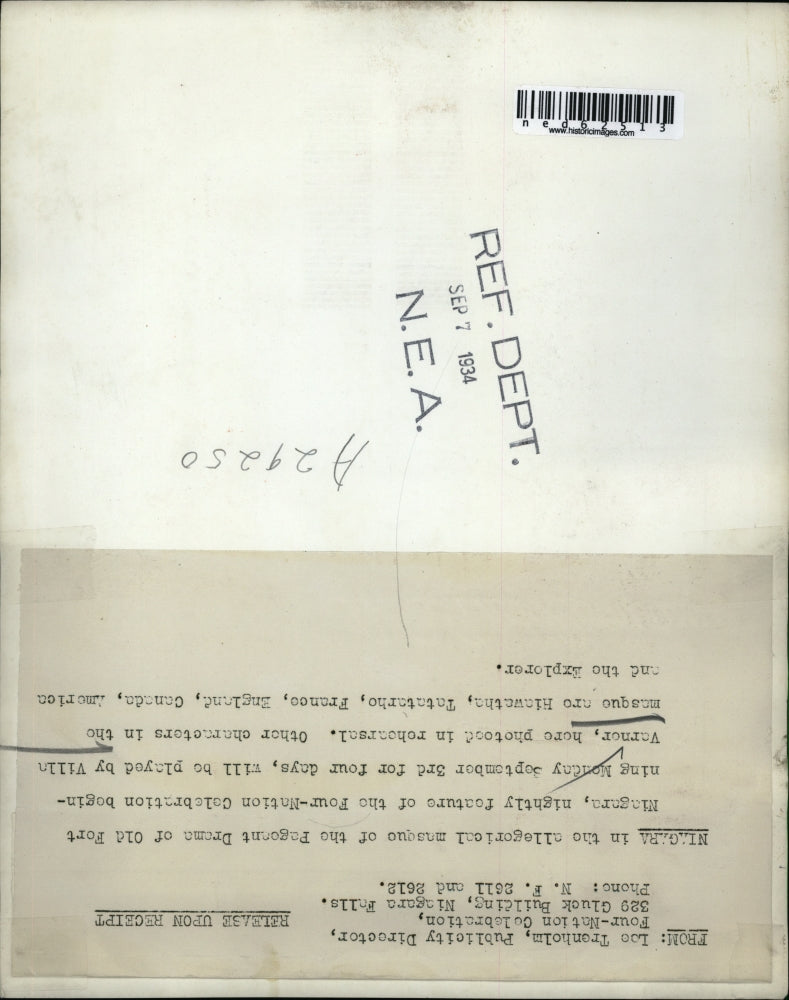 ned62513
www.historicimages.com
REF. DEPT.
SEP 7 1934
N.E.A.
A29250
FROM: Lee Trenholm, Publicity Director,
Four-Nation Celebration, RELEASE UPON RECEIPT
329 Gluck Building, Niagara Falls.
Phone: N. F. 2611 and 2612.
NIAGARA in the allegorical masque of the Pageant Drama of Old Fort
Niagara, nightly feature of the Four-Nation Celebration begin-
ning Monday September 3rd for four days, will be played by Villa
Varner, here photoed in rehearsal. Other characters in the
masque are Hiawatha, Tatatarho, France, England, Canada, America
and the Explorer.